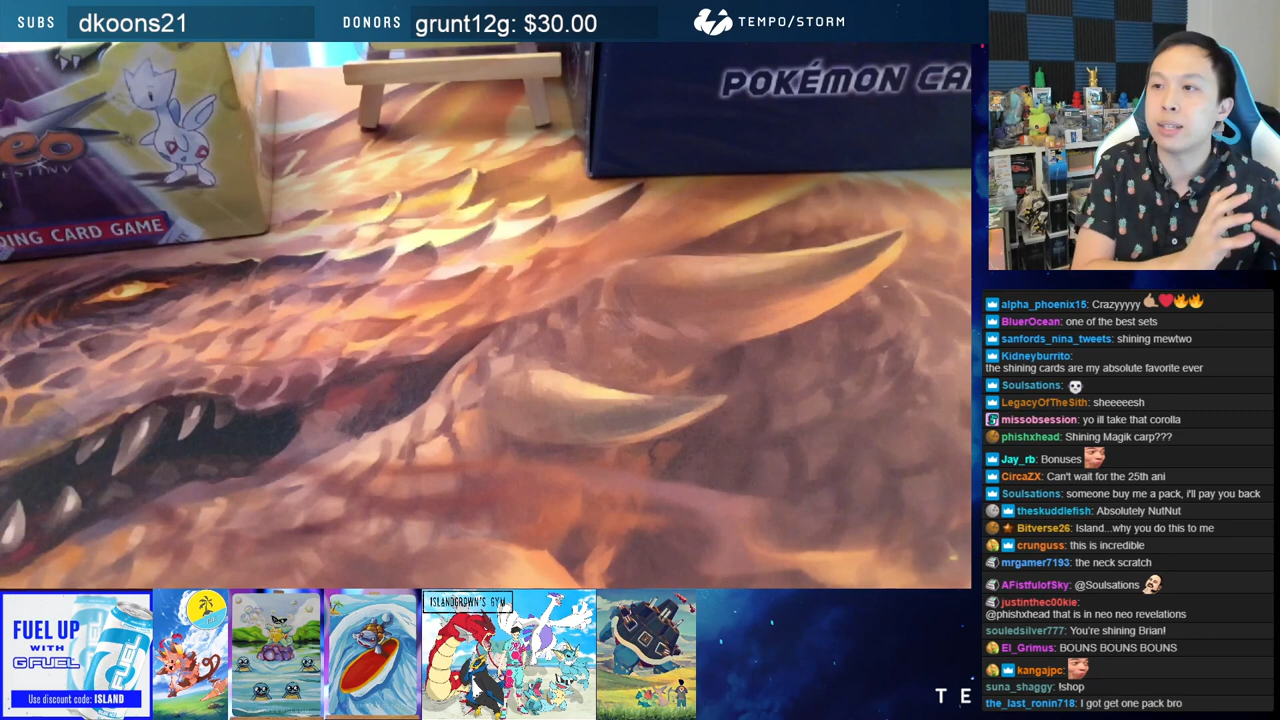 SUBS dkoons21 DONORS grunt12g: $30.00 TEMPO/STORM
POKÉMON CA
eo
ESTINY
DING CARD GAME
alpha_phoenix15: Crazyyyyy
BluerOcean: one of the best sets
sanfords_nina_tweets: shining mewtwo
Kidneyburrito:
the shining cards are my absolute favorite ever
Soulsations:
LegacyOfTheSith: sheeeeesh
missobsession: yo ill take that corolla
phishxhead: Shining Magik carp???
Jay_rb: Bonuses
CircaZX: Can't wait for the 25th ani
Soulsations: someone buy me a pack, i'll pay you back
theskuddlefish: Absolutely NutNut
Bitverse26: Island...why you do this to me
crunguss: this is incredible
mrgamer7193: the neck scratch
AFistfulofSky: @Soulsations
justinthec00kie:
@phishxhead that is in neo neo revelations
souledsilver777: You're shining Brian!
El_Grimus: BOUNS BOUNS BOUNS
kangajpc:
suna_shaggy: !shop
the_last_ronin718: I got get one pack bro
FUEL UP
WITH
GFUEL
Use discount code: ISLAND
ISLANDGROWN'S GYM
T E